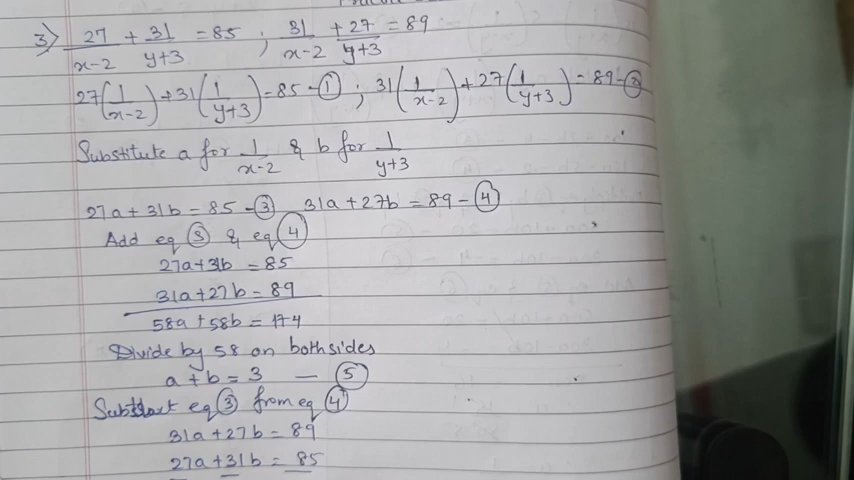 3) 27/x-2 + 31/y+3 = 85 ; 31/x-2 + 27/y+3 = 89
27(1/x-2) + 31(1/y+3) = 85 - ① ; 31(1/x-2) + 27(1/y+3) = 89 - ②
Substitute a for 1/x-2 & b for 1/y+3
27a + 31b = 85 - ③ 31a + 27b = 89 - ④
Add eq ③ & eq ④
27a + 31b = 85
31a + 27b = 89
58a + 58b = 174
Divide by 58 on both sides
a + b = 3 — ⑤
Subtract eq ③ from eq ④
31a + 27b = 89
27a + 31b = 85